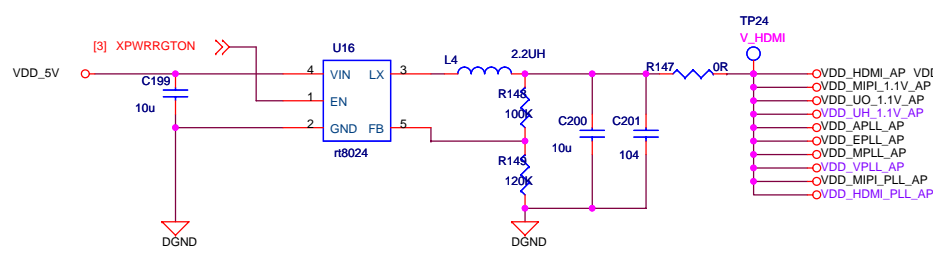 TP24
V_HDMI
[3] XPWRRGTON
U16
L4
2.2UH
R147
0R
VDD_5V
C199
10u
4
VIN
LX
3
1
EN
2
GND
FB
5
rt8024
R148
100K
R149
120K
C200
10u
C201
104
VDD_HDMI_AP
VDD_MIPI_1.1V_AP
VDD_UO_1.1V_AP
VDD_UH_1.1V_AP
VDD_APLL_AP
VDD_EPLL_AP
VDD_MPLL_AP
VDD_VPLL_AP
VDD_MIPI_PLL_AP
VDD_HDMI_PLL_AP
DGND
DGND